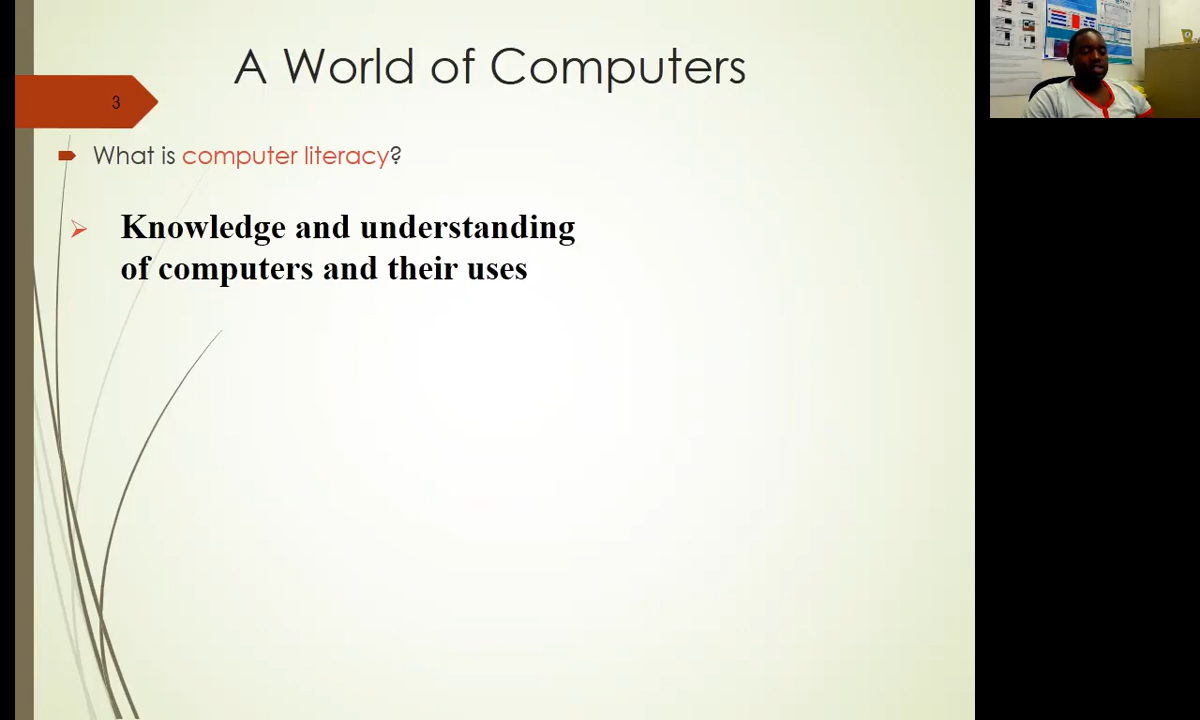 A World of Computers
3
What is computer literacy?
Knowledge and understanding
of computers and their uses